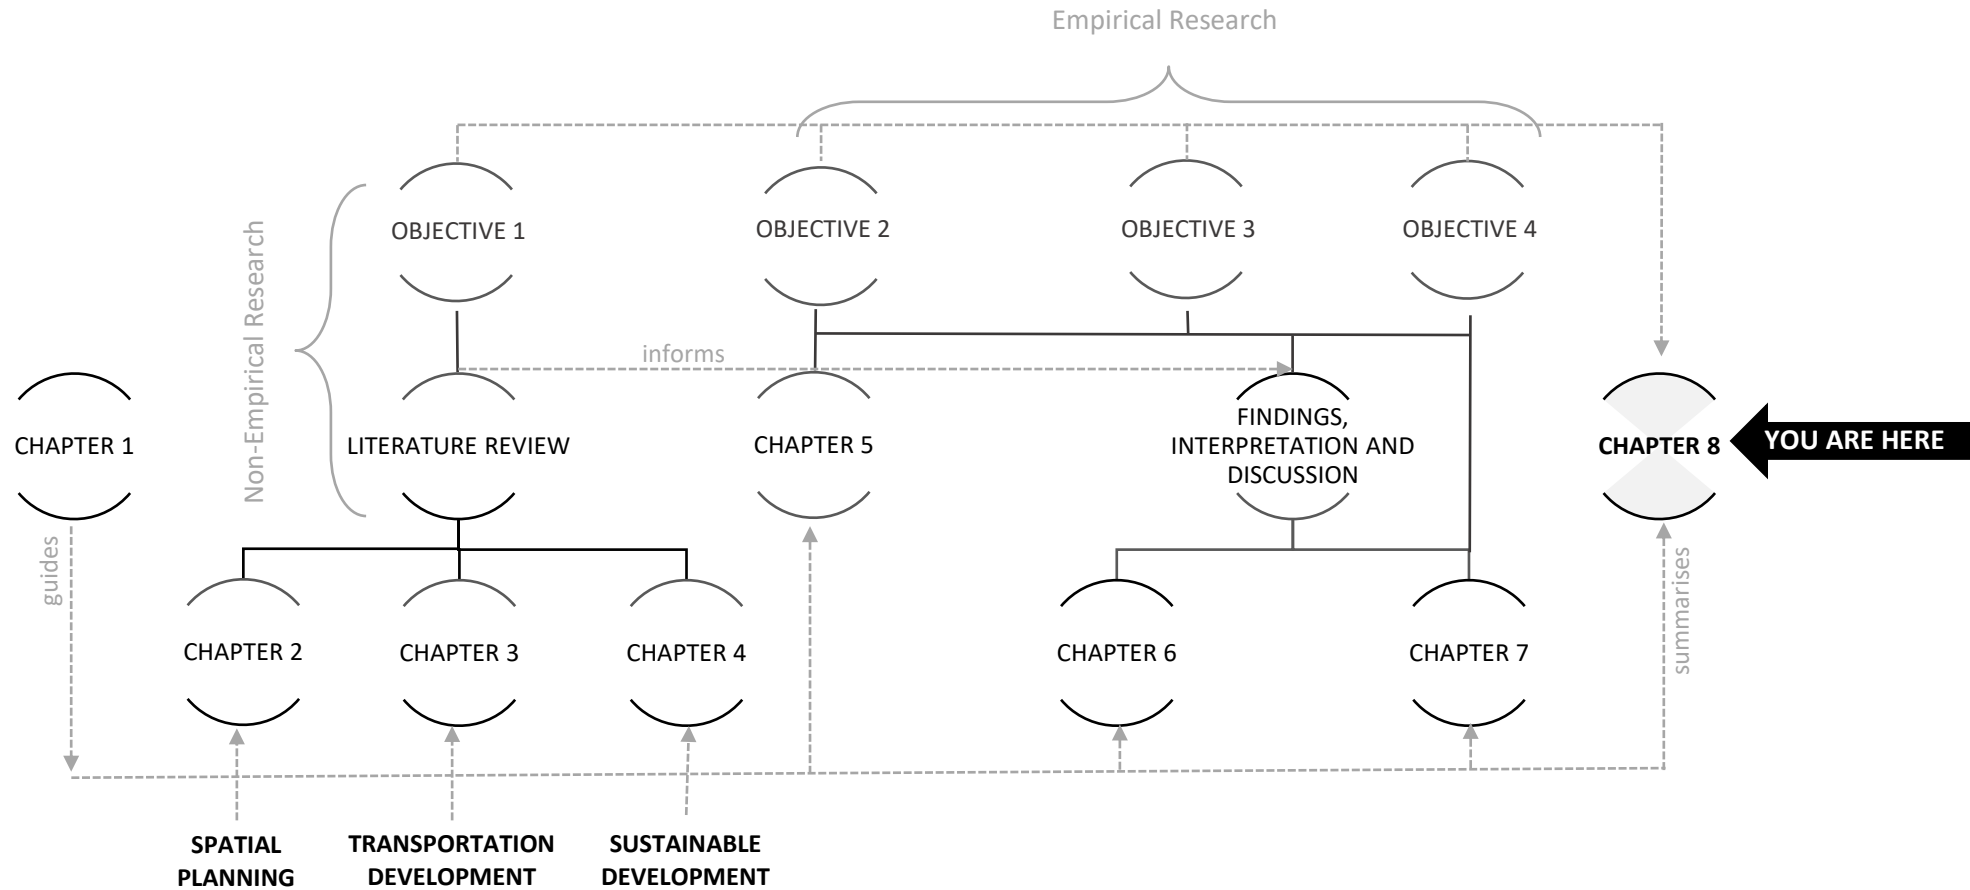 Empirical Research
OBJECTIVE 1
OBJECTIVE 2
OBJECTIVE 3
OBJECTIVE 4
Non-Empirical Research
informs
CHAPTER 1
LITERATURE REVIEW
CHAPTER 5
FINDINGS,
INTERPRETATION AND
DISCUSSION
CHAPTER 8
YOU ARE HERE
guides
summarises
CHAPTER 2
CHAPTER 3
CHAPTER 4
CHAPTER 6
CHAPTER 7
SPATIAL
PLANNING
TRANSPORTATION
DEVELOPMENT
SUSTAINABLE
DEVELOPMENT